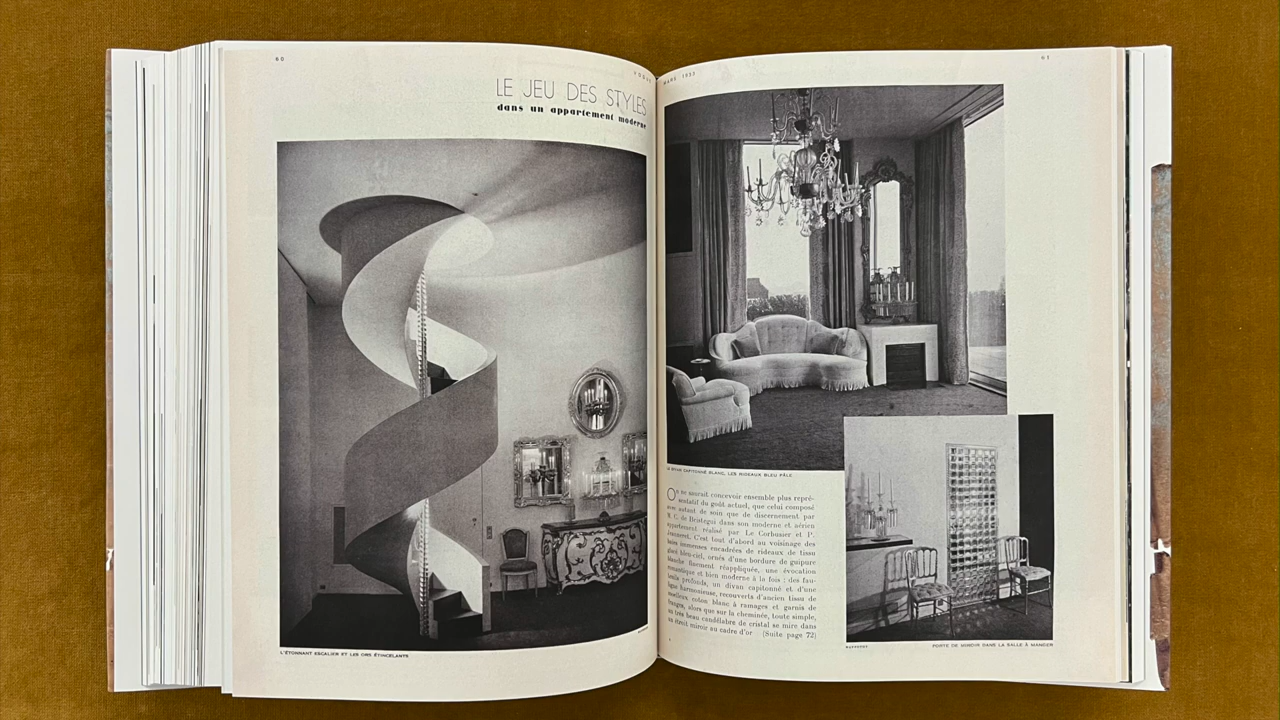 60
VOGUE
LE JEU DES STYLES
dans un appartement moderne
L'ÉTONNANT ESCALIER ET LES ORS ÉTINCELANTS
MARS 1933
61
LE DIVAN CAPITONNÉ BLANC, LES RIDEAUX BLEU PÂLE
On ne saurait concevoir ensemble plus repré-
sentatif du goût actuel, que celui composé
avec autant de soin que de discernement par
M. C. de Beistegui dans son moderne et aérien
appartement réalisé par Le Corbusier et P.
Jeanneret. C'est tout d'abord au voisinage des
baies immenses encadrées de rideaux de tissu
glacé bleu-ciel, ornés d'une bordure de guipure
blanche finement réappliquée, une évocation
romantique et bien moderne à la fois : des fau-
teuils profonds, un divan capitonné et d'une
ligne harmonieuse, recouverts d'ancien tissu de
moelleux coton blanc à ramages et garnis de
franges, alors que sur la cheminée, toute simple,
un très beau candélabre de cristal se mire dans
un étroit miroir au cadre d'or (Suite page 72)
PORTE DE MIROIR DANS LA SALLE A MANGER